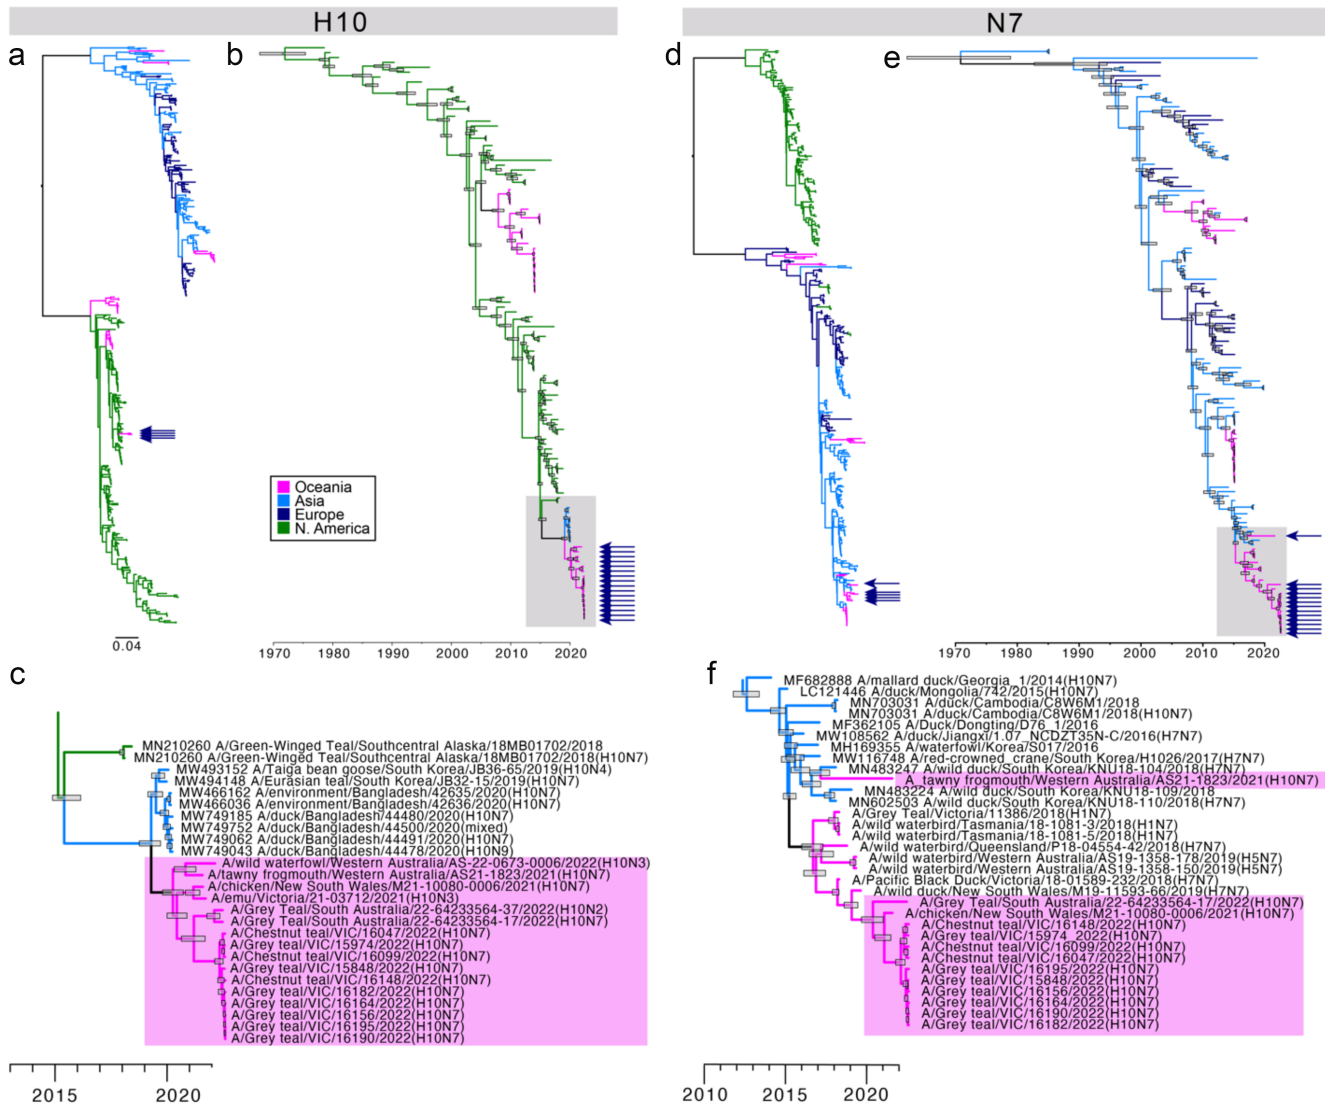 H10
N7
a
b
d
e
Oceania
Asia
Europe
N. America
0.04
1970
1980
1990
2000
2010
2020
1970
1980
1990
2000
2010
2020
c
MN210260 A/Green-Winged Teal/Southcentral Alaska/18MB01702/2018
MN210260 A/Green-Winged Teal/Southcentral Alaska/18MB01702/2018(H10N7)
MW493152 A/Taiga bean goose/South Korea/JB36-65/2019(H10N4)
MW494148 A/Eurasian teal/South Korea/JB32-15/2019(H10N7)
MW466162 A/environment/Bangladesh/42635/2020(H10N7)
MW466036 A/environment/Bangladesh/42636/2020(H10N7)
MW749185 A/duck/Bangladesh/44480/2020(H10N7)
MW749752 A/duck/Bangladesh/44500/2020(mixed)
MW749062 A/duck/Bangladesh/44491/2020(H10N7)
MW749043 A/duck/Bangladesh/44478/2020(H10N9)
A/wild waterfowl/Western Australia/AS-22-0673-0006/2022(H10N3)
A/tawny frogmouth/Western Australia/AS21-1823/2021(H10N7)
A/chicken/New South Wales/M21-10080-0006/2021(H10N7)
A/emu/Victoria/21-03712/2021(H10N3)
A/Grey Teal/South Australia/22-64233564-37/2022(H10N2)
A/Grey Teal/South Australia/22-64233564-17/2022(H10N7)
A/Chestnut teal/VIC/16047/2022(H10N7)
A/Grey teal/VIC/15974/2022(H10N7)
A/Chestnut teal/VIC/16099/2022(H10N7)
A/Grey teal/VIC/15848/2022(H10N7)
A/Chestnut teal/VIC/16148/2022(H10N7)
A/Grey teal/VIC/16182/2022(H10N7)
A/Grey teal/VIC/16164/2022(H10N7)
A/Grey teal/VIC/16156/2022(H10N7)
A/Grey teal/VIC/16195/2022(H10N7)
A/Grey teal/VIC/16190/2022(H10N7)
2015
2020
f
MF682888 A/mallard duck/Georgia_1/2014(H10N7)
LC121446 A/duck/Mongolia/742/2015(H10N7)
MN703031 A/duck/Cambodia/C8W6M1/2018
MN703031 A/duck/Cambodia/C8W6M1/2018(H10N7)
MF362105 A/Duck/Dongting/D76_1/2016
MW108562 A/duck/Jiangxi/1.07_NCDZT35N-C/2016(H7N7)
MH169355 A/waterfowl/Korea/S017/2016
MW116748 A/red-crowned_crane/South Korea/H1026/2017(H7N7)
MN483247 A/wild duck/South Korea/KNU18-104/2018(H7N7)
A_tawny frogmouth/Western Australia/AS21-1823/2021(H10N7)
MN483224 A/wild duck/South Korea/KNU18-109/2018
MN602503 A/wild duck/South Korea/KNU18-110/2018(H7N7)
A/Grey Teal/Victoria/11386/2018(H1N7)
A/wild waterbird/Tasmania/18-1081-3/2018(H1N7)
A/wild waterbird/Tasmania/18-1081-5/2018(H1N7)
A/wild waterbird/Queensland/P18-04554-42/2018(H7N7)
A/wild waterbird/Western Australia/AS19-1358-178/2019(H5N7)
A/wild waterbird/Western Australia/AS19-1358-150/2019(H5N7)
A/Pacific Black Duck/Victoria/18-01589-232/2018(H7N7)
A/wild duck/New South Wales/M19-11593-66/2019(H7N7)
A/Grey Teal/South Australia/22-64233564-17/2022(H10N7)
A/chicken/New South Wales/M21-10080-0006/2021(H10N7)
A/Chestnut teal/VIC/16148/2022(H10N7)
A/Grey teal/VIC/15974_2022(H10N7)
A/Chestnut teal/VIC/16099/2022(H10N7)
A/Chestnut teal/VIC/16047/2022(H10N7)
A/Grey teal/VIC/16195/2022(H10N7)
A/Grey teal/VIC/15848/2022(H10N7)
A/Grey teal/VIC/16156/2022(H10N7)
A/Grey teal/VIC/16164/2022(H10N7)
A/Grey teal/VIC/16190/2022(H10N7)
A/Grey teal/VIC/16182/2022(H10N7)
2010
2015
2020